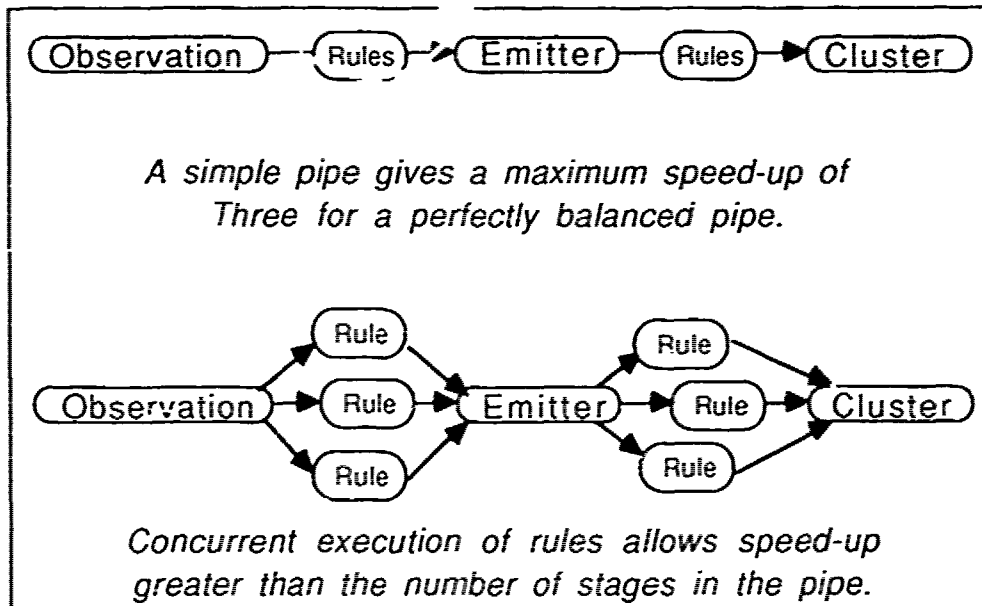 Observation Rules Emitter Rules Cluster
A simple pipe gives a maximum speed-up of
Three for a perfectly balanced pipe.
Rule Rule
Observation Rule Emitter Rule Cluster
Rule Rule
Concurrent execution of rules allows speed-up
greater than the number of stages in the pipe.